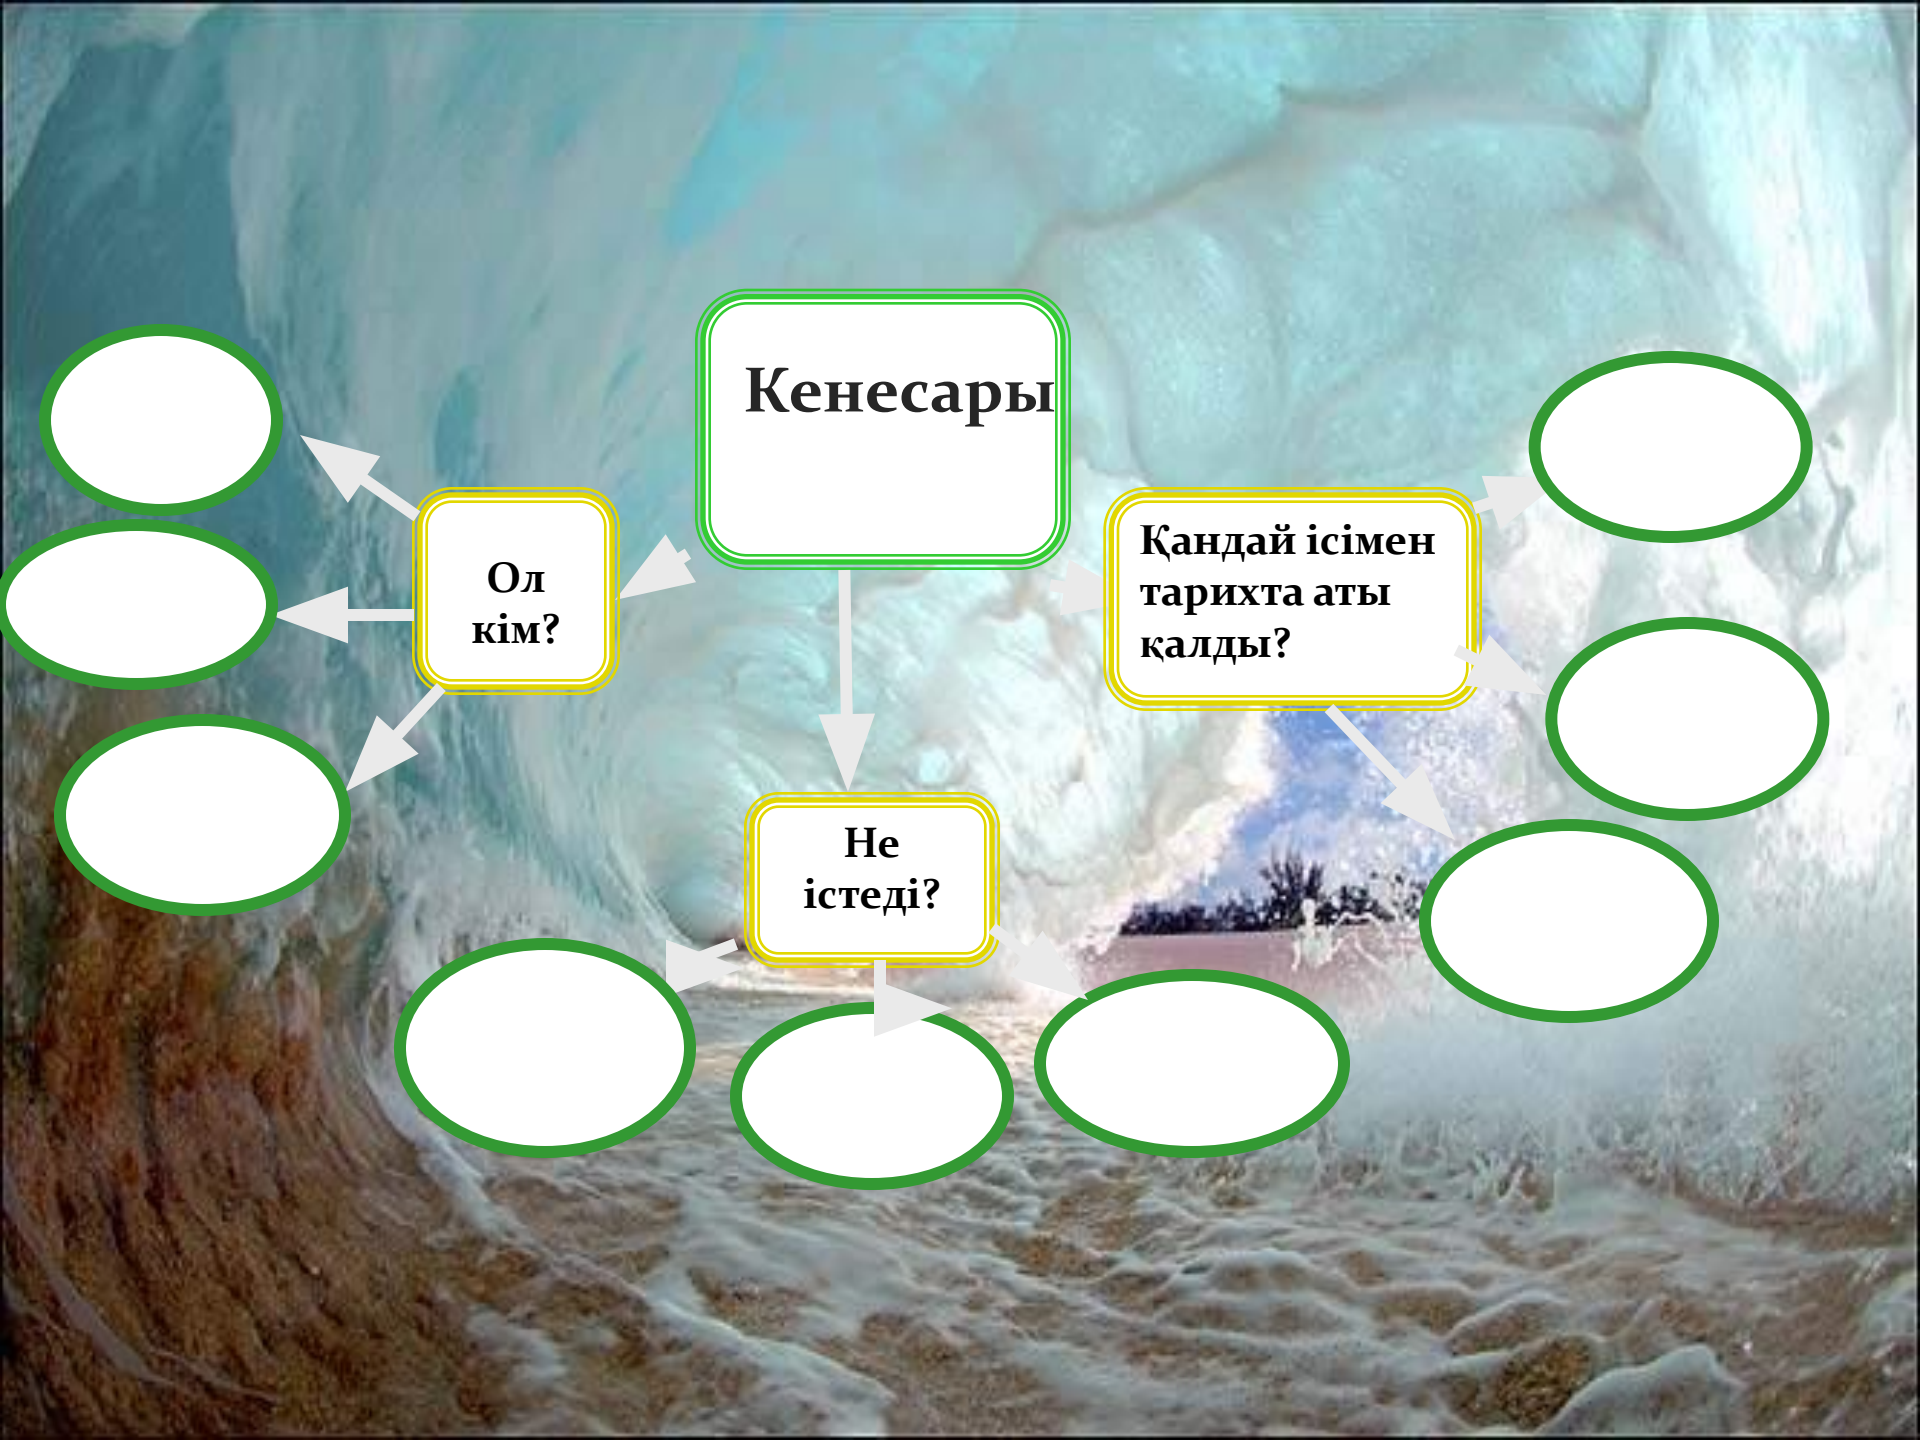 Кенесары
Ол
кім?
Қандай ісімен
тарихта аты
қалды?
Не
істеді?